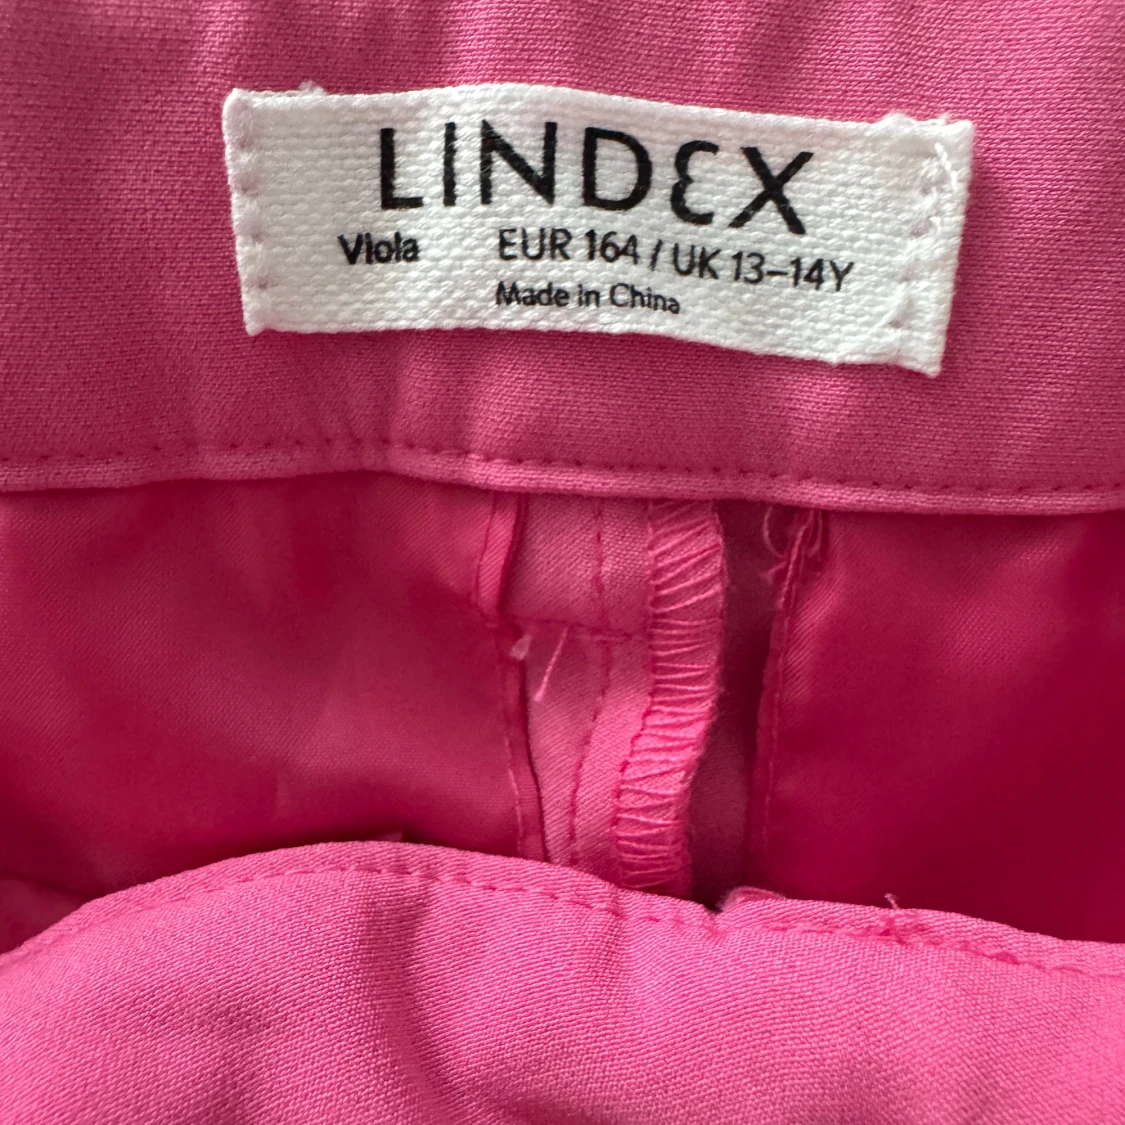 LINDEX
Viola EUR 164 / UK 13–14Y
Made in China